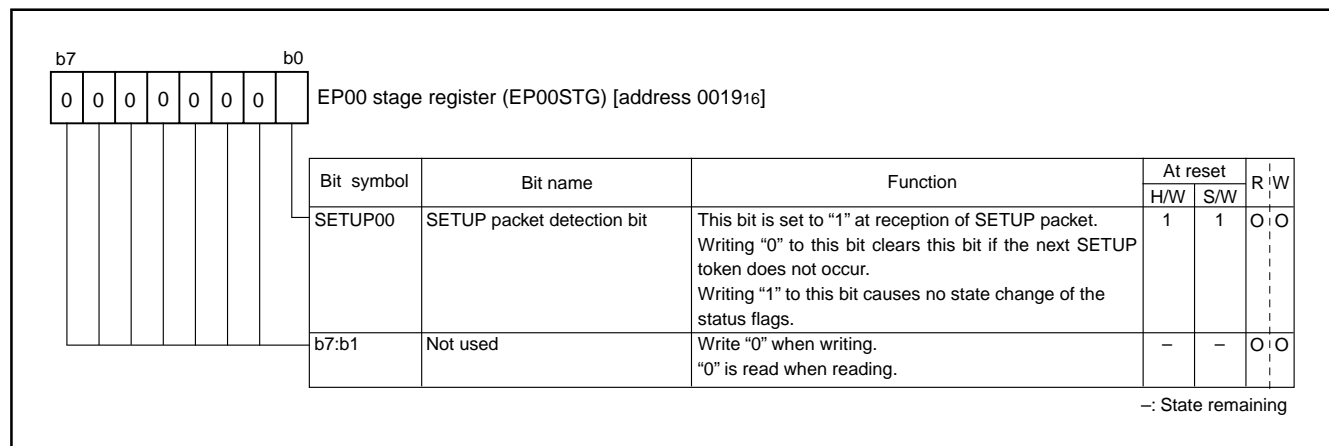 b7 b0
0 0 0 0 0 0 0 EP00 stage register (EP00STG) [address 001916]
Bit symbol Bit name Function At reset R W
H/W S/W
SETUP00 SETUP packet detection bit This bit is set to “1” at reception of SETUP packet. 1 1 O O
Writing “0” to this bit clears this bit if the next SETUP
token does not occur.
Writing “1” to this bit causes no state change of the
status flags.
b7:b1 Not used Write “0” when writing. – – O O
“0” is read when reading.
–: State remaining